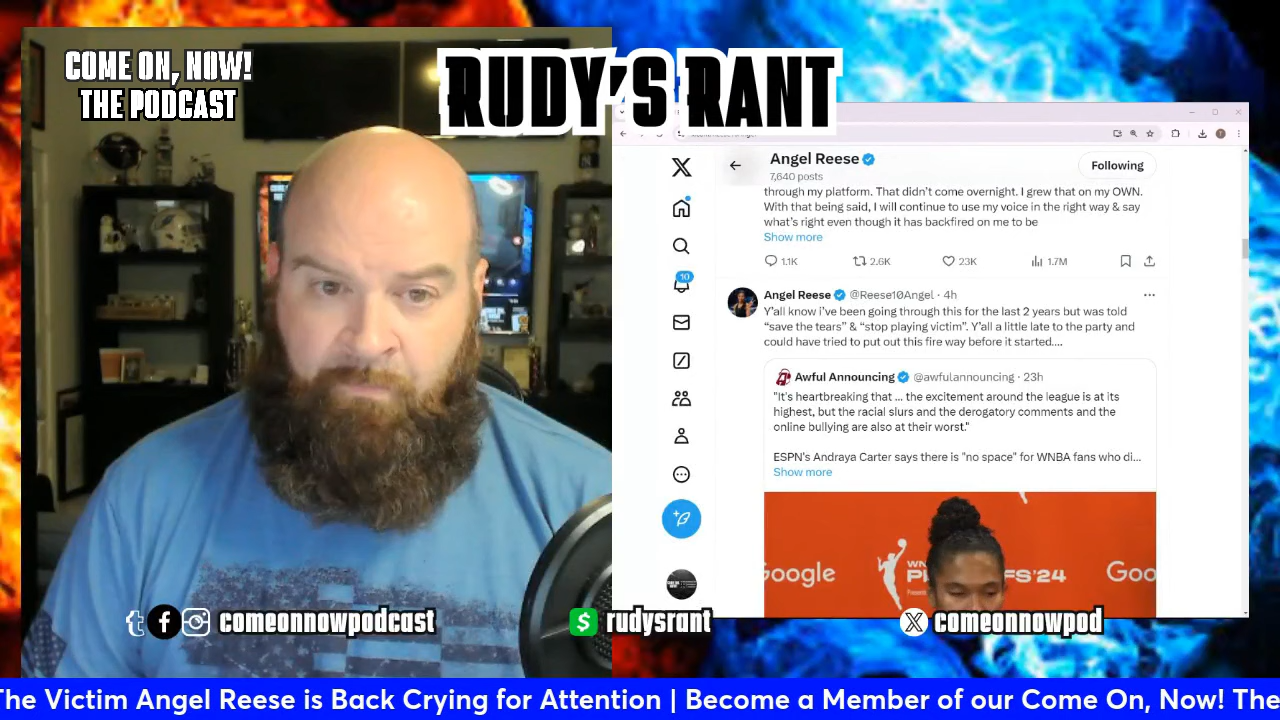 COME ON, NOW!
THE PODCAST
RUDY'S RANT
Angel Reese
7,640 posts
Following
through my platform. That didn't come overnight. I grew that on my OWN.
With that being said, I will continue to use my voice in the right way & say
what's right even though it has backfired on me to be
Show more
1.1K 2.6K 23K 1.7M
10
Angel Reese @Reese10Angel · 4h
Y'all know i've been going through this for the last 2 years but was told
“save the tears” & “stop playing victim”. Y'all a little late to the party and
could have tried to put out this fire way before it started....
Awful Announcing @awfulannouncing · 23h
"It's heartbreaking that ... the excitement around the league is at its
highest, but the racial slurs and the derogatory comments and the
online bullying are also at their worst."
ESPN's Andraya Carter says there is "no space" for WNBA fans who di...
Show more
Google
WN
P
FS'24
Goo
comeonnowpodcast
rudysrant
comeonnowpod
The Victim Angel Reese is Back Crying for Attention | Become a Member of our Come On, Now! The